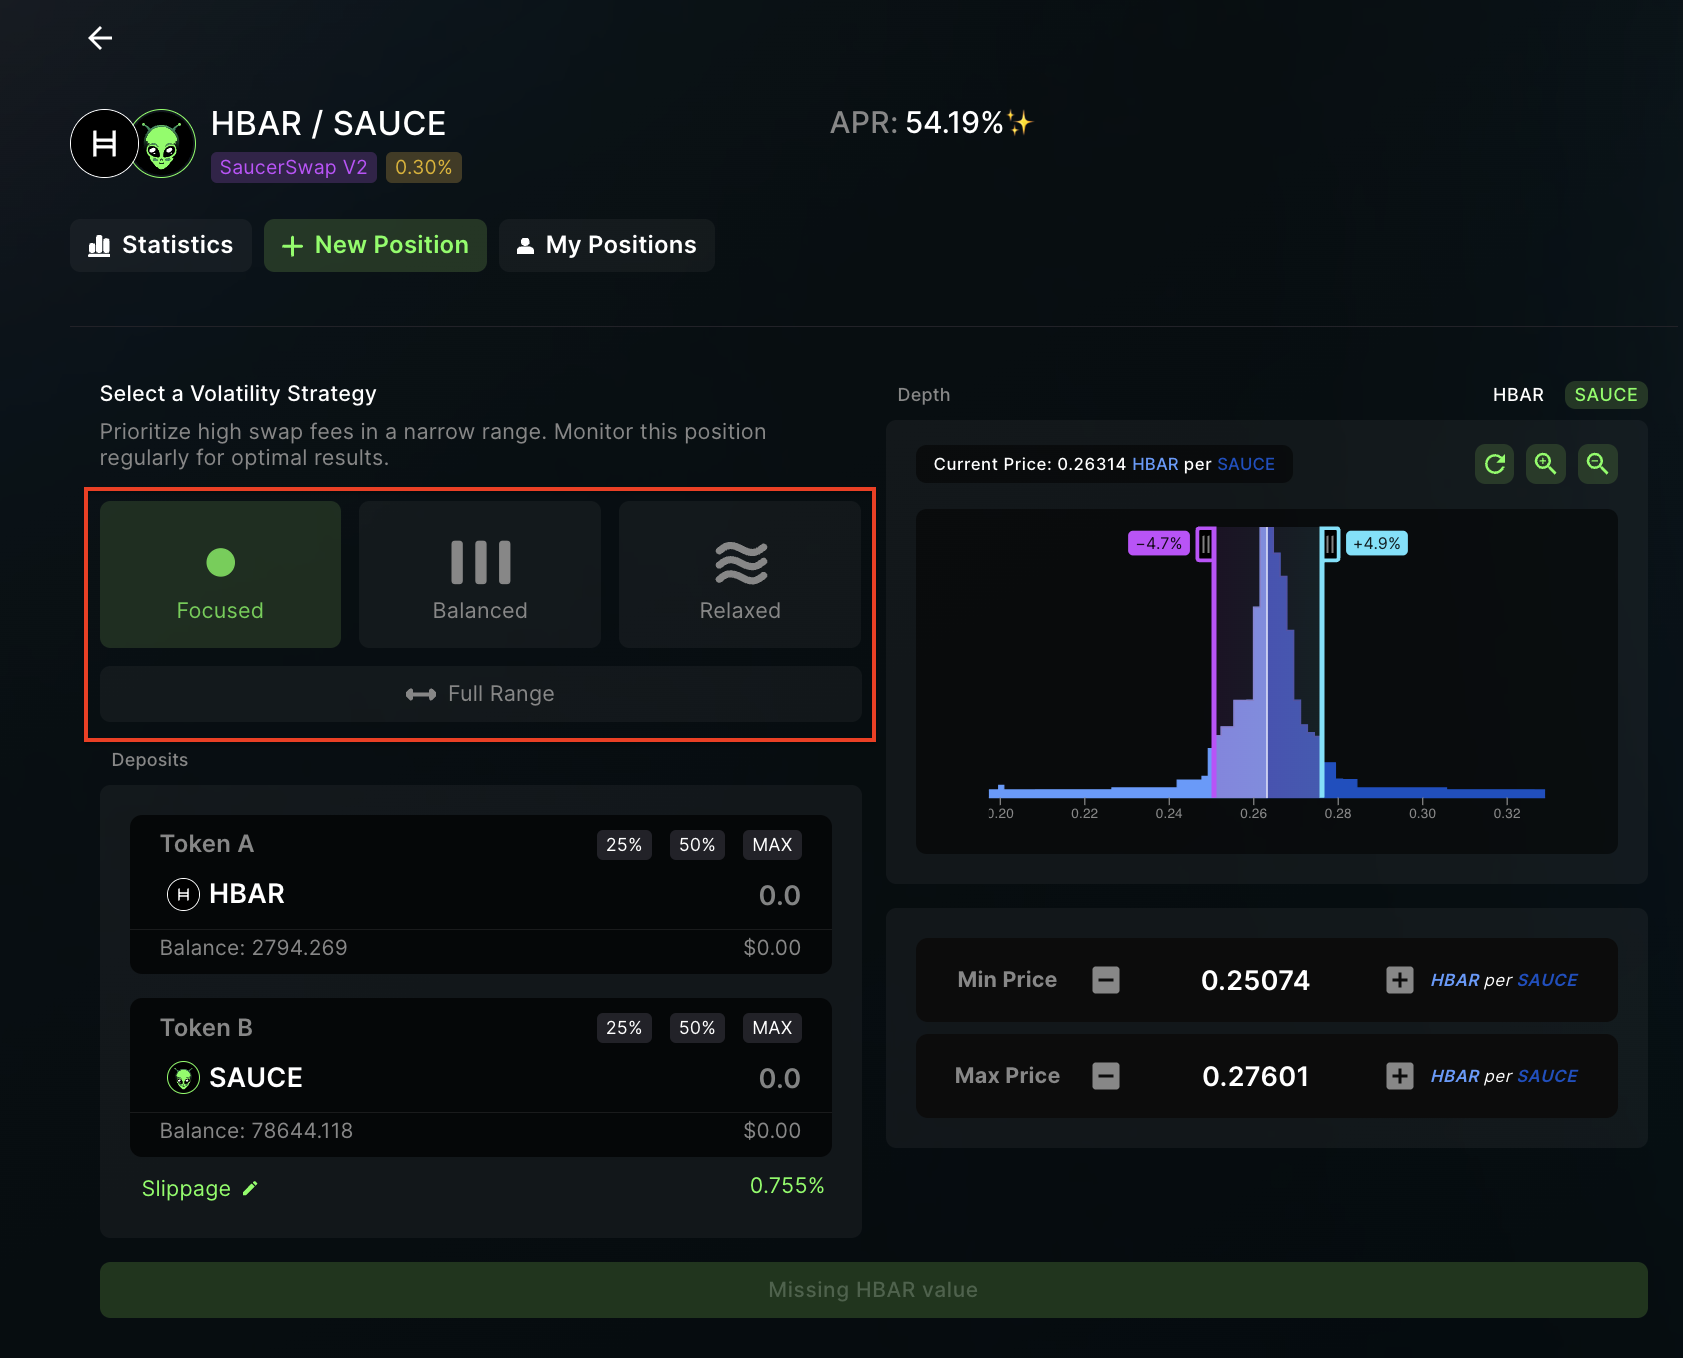 HBAR / SAUCE
SaucerSwap V2 0.30%
APR: 54.19%✨
Statistics
New Position
My Positions
Select a Volatility Strategy
Prioritize high swap fees in a narrow range. Monitor this position
regularly for optimal results.
Focused
Balanced
Relaxed
Full Range
Deposits
Token A 25% 50% MAX
HBAR 0.0
Balance: 2794.269 $0.00
Token B 25% 50% MAX
SAUCE 0.0
Balance: 78644.118 $0.00
Slippage 0.755%
Depth HBAR SAUCE
Current Price: 0.26314 HBAR per SAUCE
−4.7% +4.9%
0.20 0.22 0.24 0.26 0.28 0.30 0.32
Min Price 0.25074 HBAR per SAUCE
Max Price 0.27601 HBAR per SAUCE
Missing HBAR value